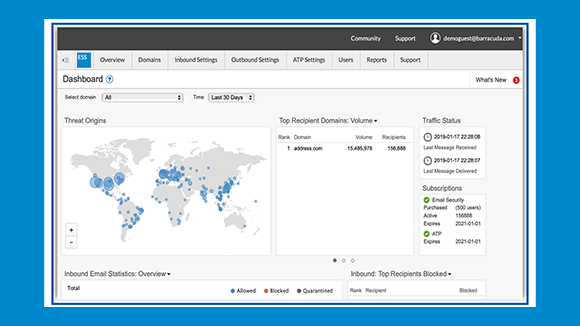 Community Support demoguest@barracuda.com
ESS Overview Domains Inbound Settings Outbound Settings ATP Settings Users Reports Support
Dashboard ? What's New 5
Select domain All Time Last 30 Days
Threat Origins
+
−
Top Recipient Domains: Volume
Rank Domain Volume Recipients
1 address.com 15,485,978 156,888
Traffic Status
2019-01-17 22:28:08
Last Message Received
2019-01-17 22:28:07
Last Message Delivered
Subscriptions
Email Security
Purchased (500 users)
Active 156888
Expires 2021-01-01
ATP
Expires 2021-01-01
Inbound Email Statistics: Overview
Total Allowed Blocked Quarantined
Inbound: Top Recipients Blocked
Rank Recipient Blocked